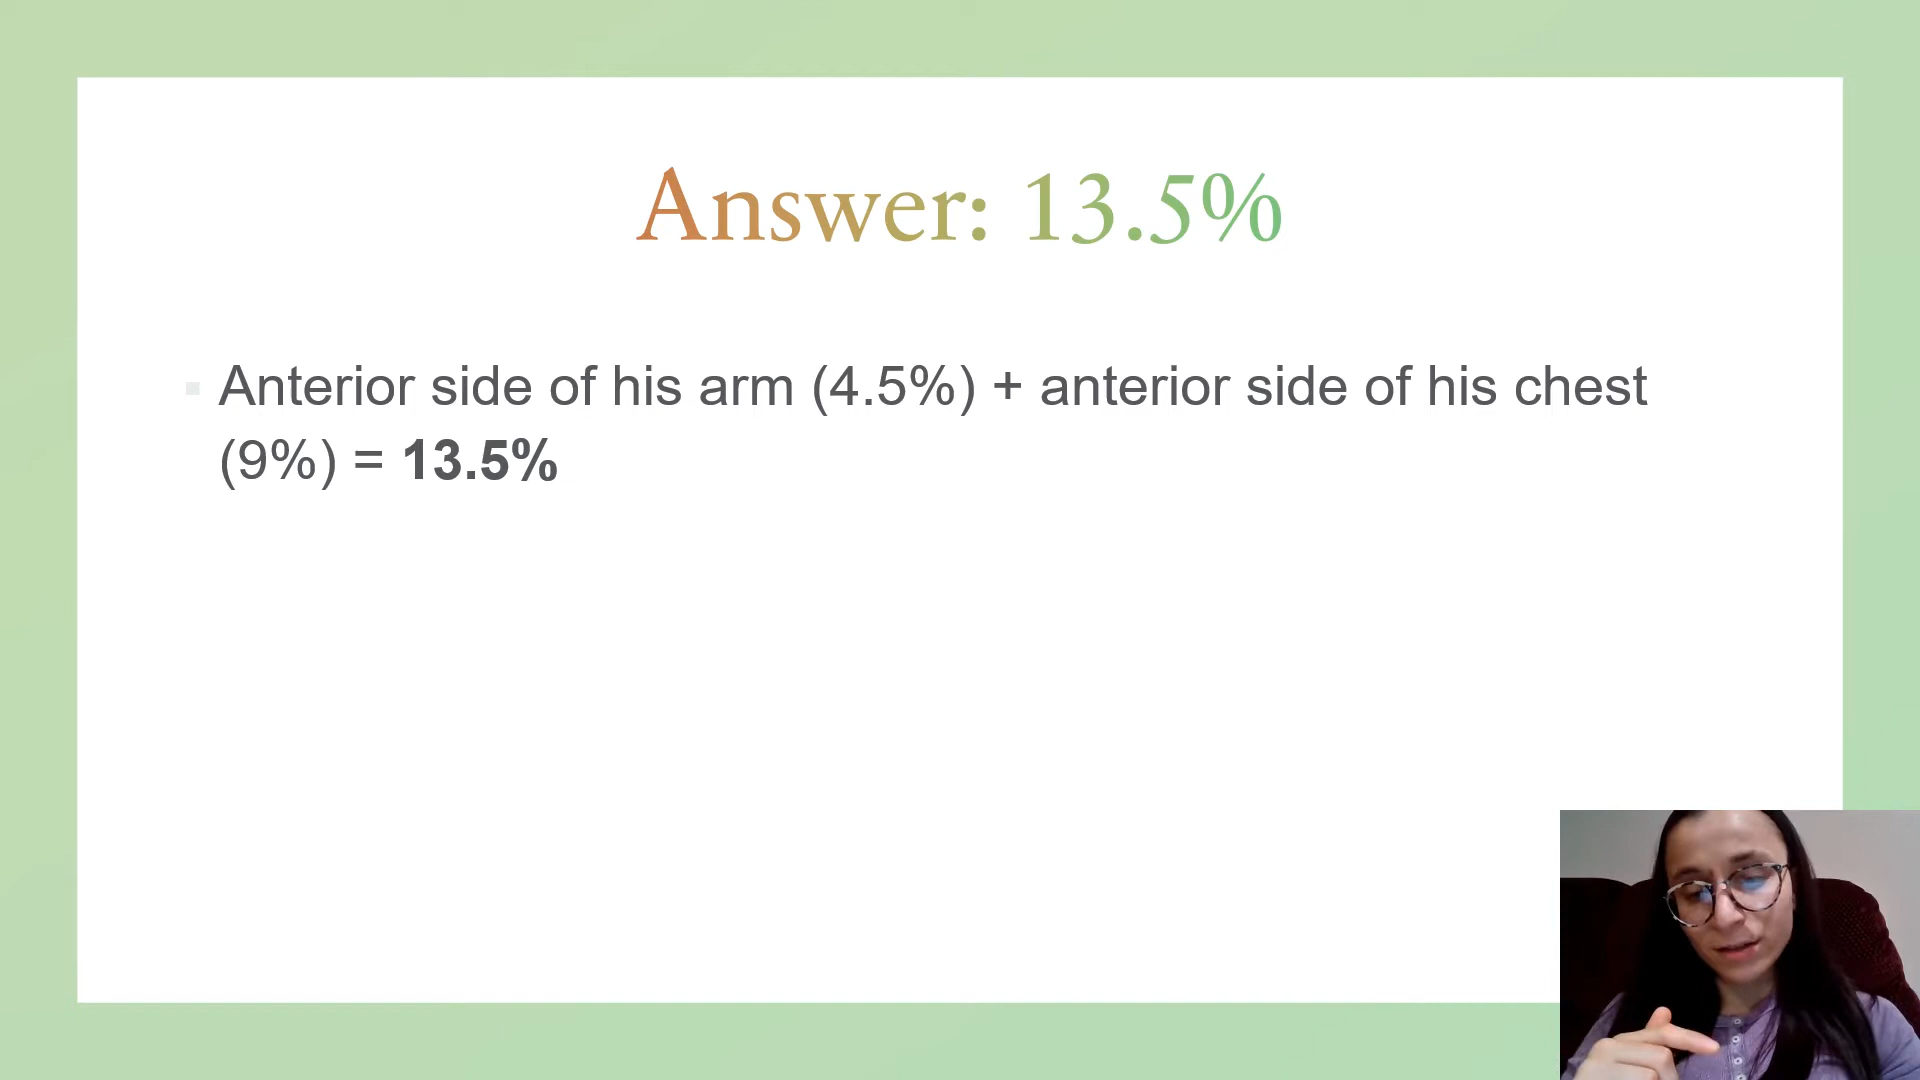 Answer: 13.5%
Anterior side of his arm (4.5%) + anterior side of his chest
(9%) = 13.5%